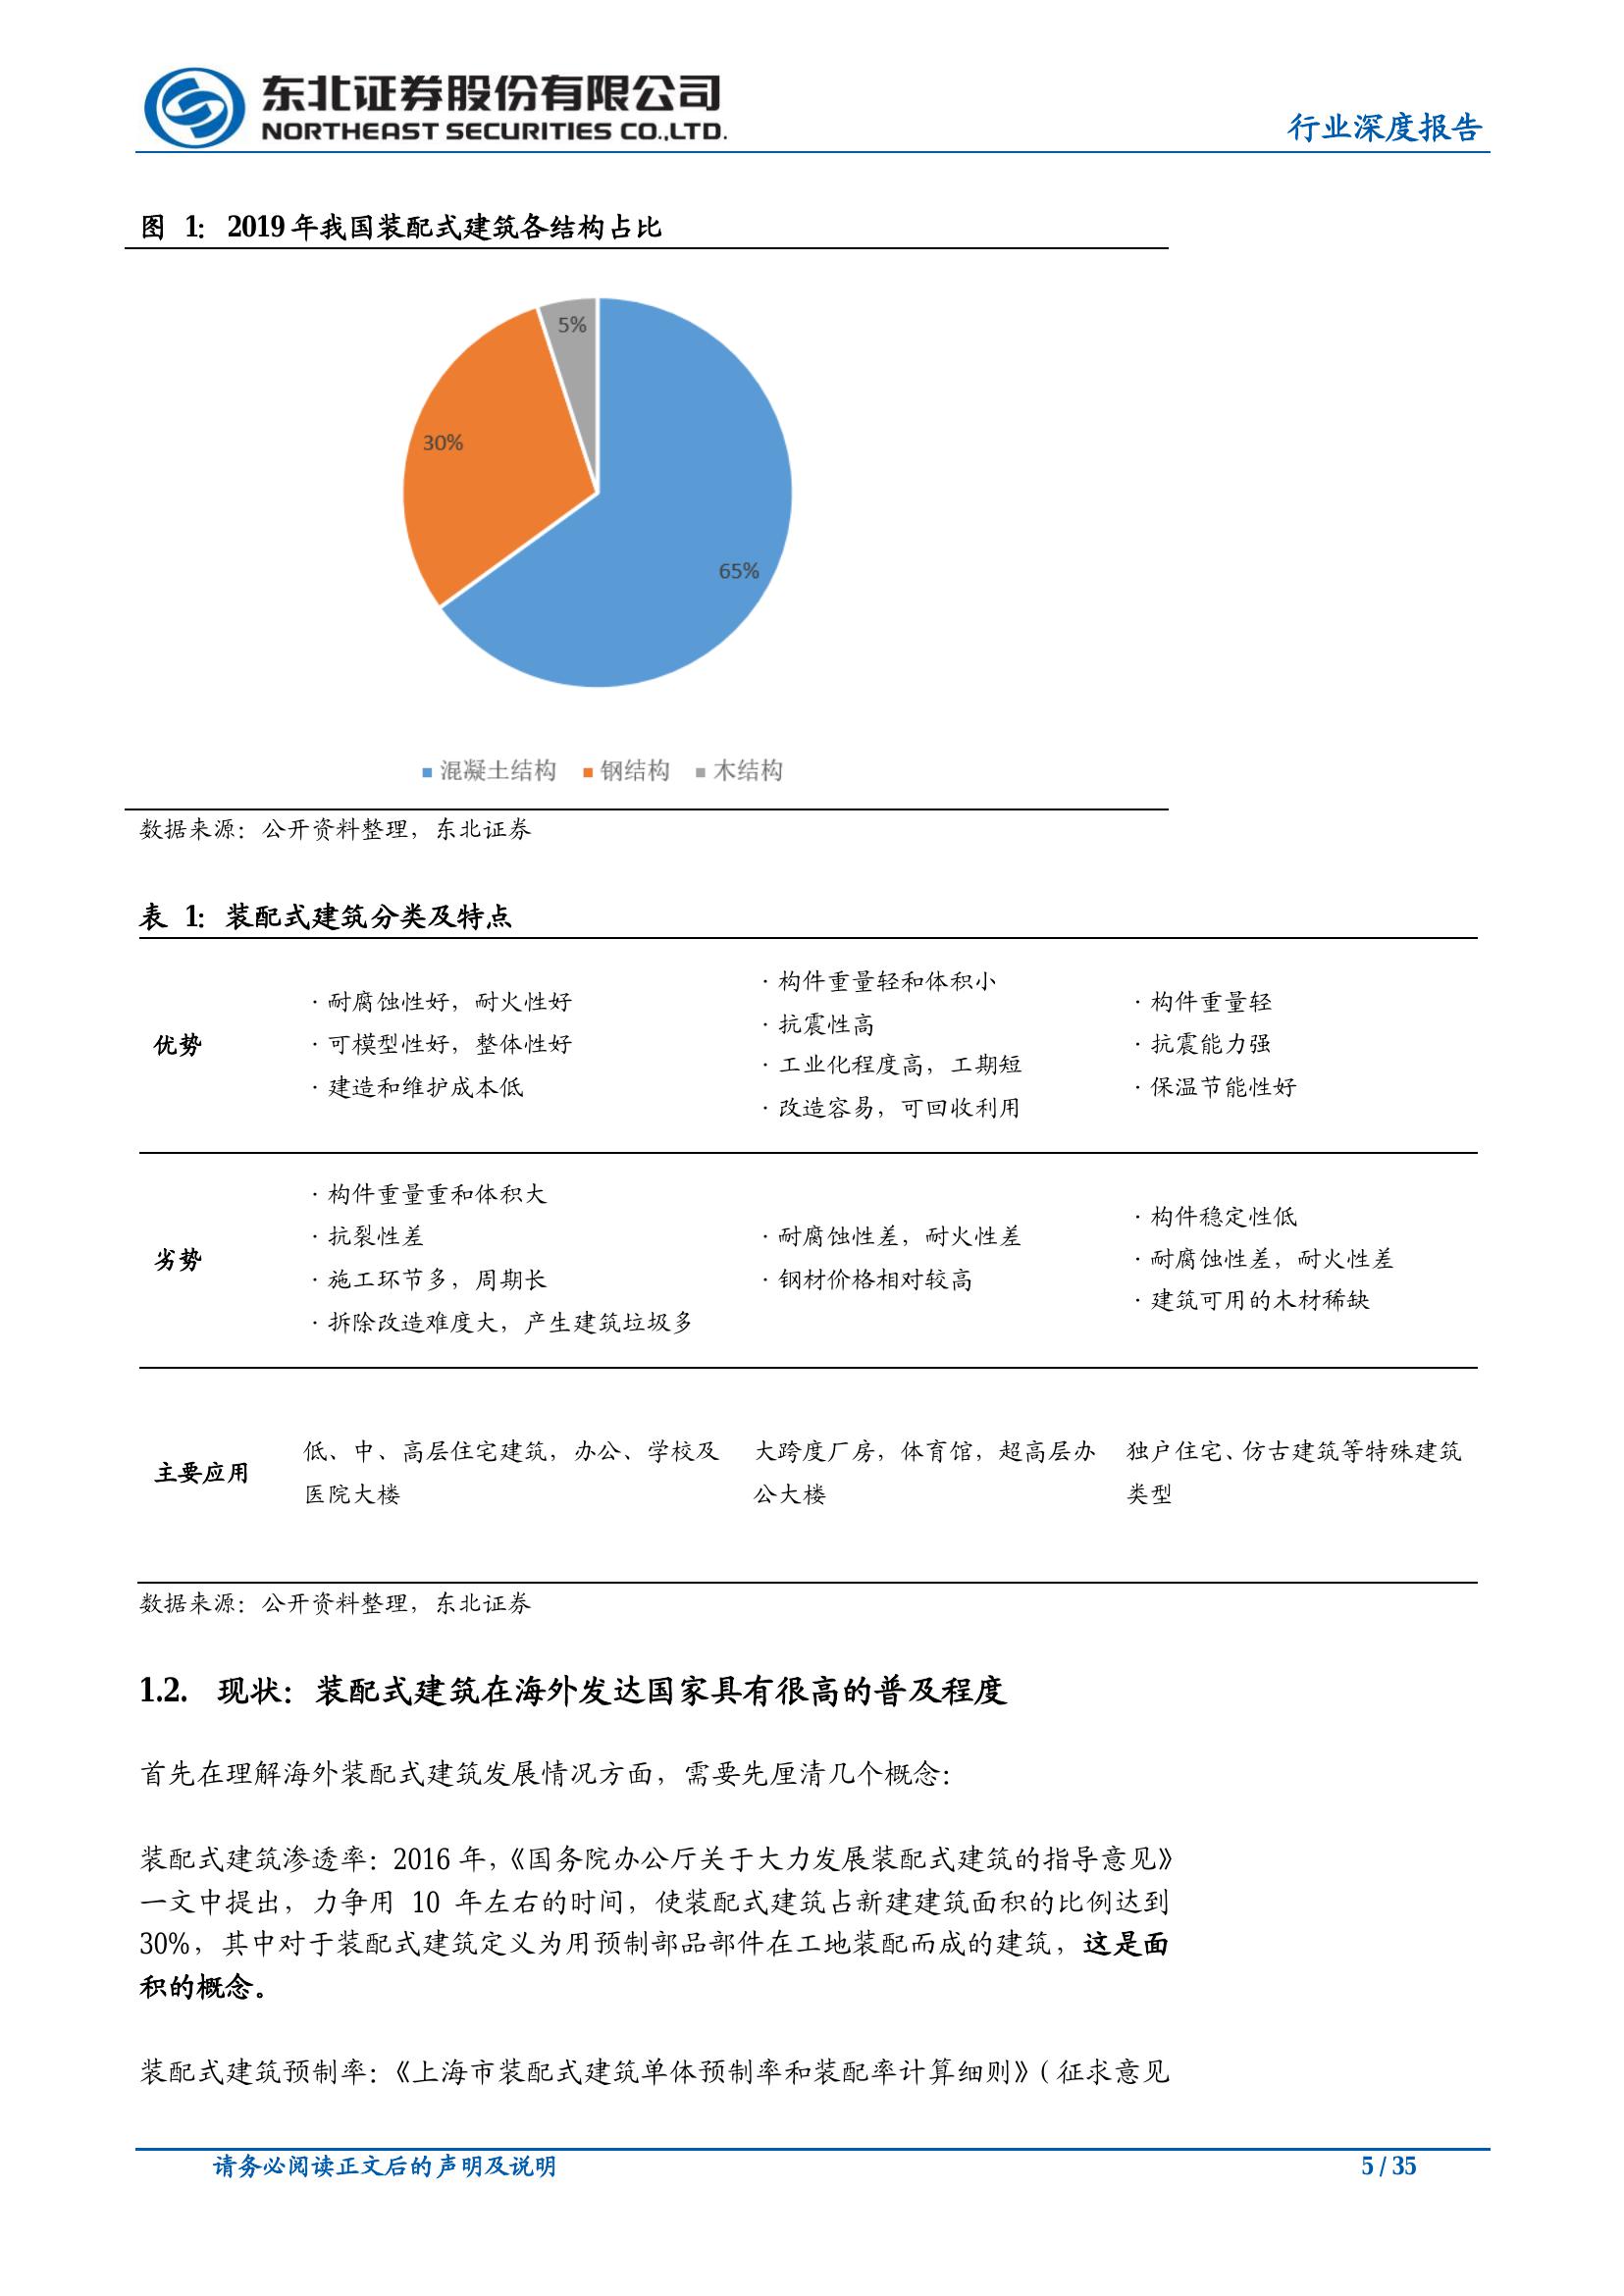 东北证券股份有限公司
NORTHEAST SECURITIES CO.,LTD.
行业深度报告
图 1: 2019 年我国装配式建筑各结构占比
5%
30%
65%
混凝土结构 钢结构 木结构
数据来源：公开资料整理，东北证券
表 1: 装配式建筑分类及特点
优势
· 耐腐蚀性好，耐火性好
· 可模型性好，整体性好
· 建造和维护成本低
· 构件重量轻和体积小
· 抗震性高
· 工业化程度高，工期短
· 改造容易，可回收利用
· 构件重量轻
· 抗震能力强
· 保温节能性好
劣势
· 构件重量重和体积大
· 抗裂性差
· 施工环节多，周期长
· 拆除改造难度大，产生建筑垃圾多
· 耐腐蚀性差，耐火性差
· 钢材价格相对较高
· 构件稳定性低
· 耐腐蚀性差，耐火性差
· 建筑可用的木材稀缺
主要应用
低、中、高层住宅建筑，办公、学校及
医院大楼
大跨度厂房，体育馆，超高层办
公大楼
独户住宅、仿古建筑等特殊建筑
类型
数据来源：公开资料整理，东北证券
1.2. 现状：装配式建筑在海外发达国家具有很高的普及程度
首先在理解海外装配式建筑发展情况方面，需要先厘清几个概念：
装配式建筑渗透率：2016 年，《国务院办公厅关于大力发展装配式建筑的指导意见》
一文中提出，力争用 10 年左右的时间，使装配式建筑占新建建筑面积的比例达到
30%，其中对于装配式建筑定义为用预制部品部件在工地装配而成的建筑，这是面
积的概念。
装配式建筑预制率：《上海市装配式建筑单体预制率和装配率计算细则》（征求意见
请务必阅读正文后的声明及说明
5 / 35